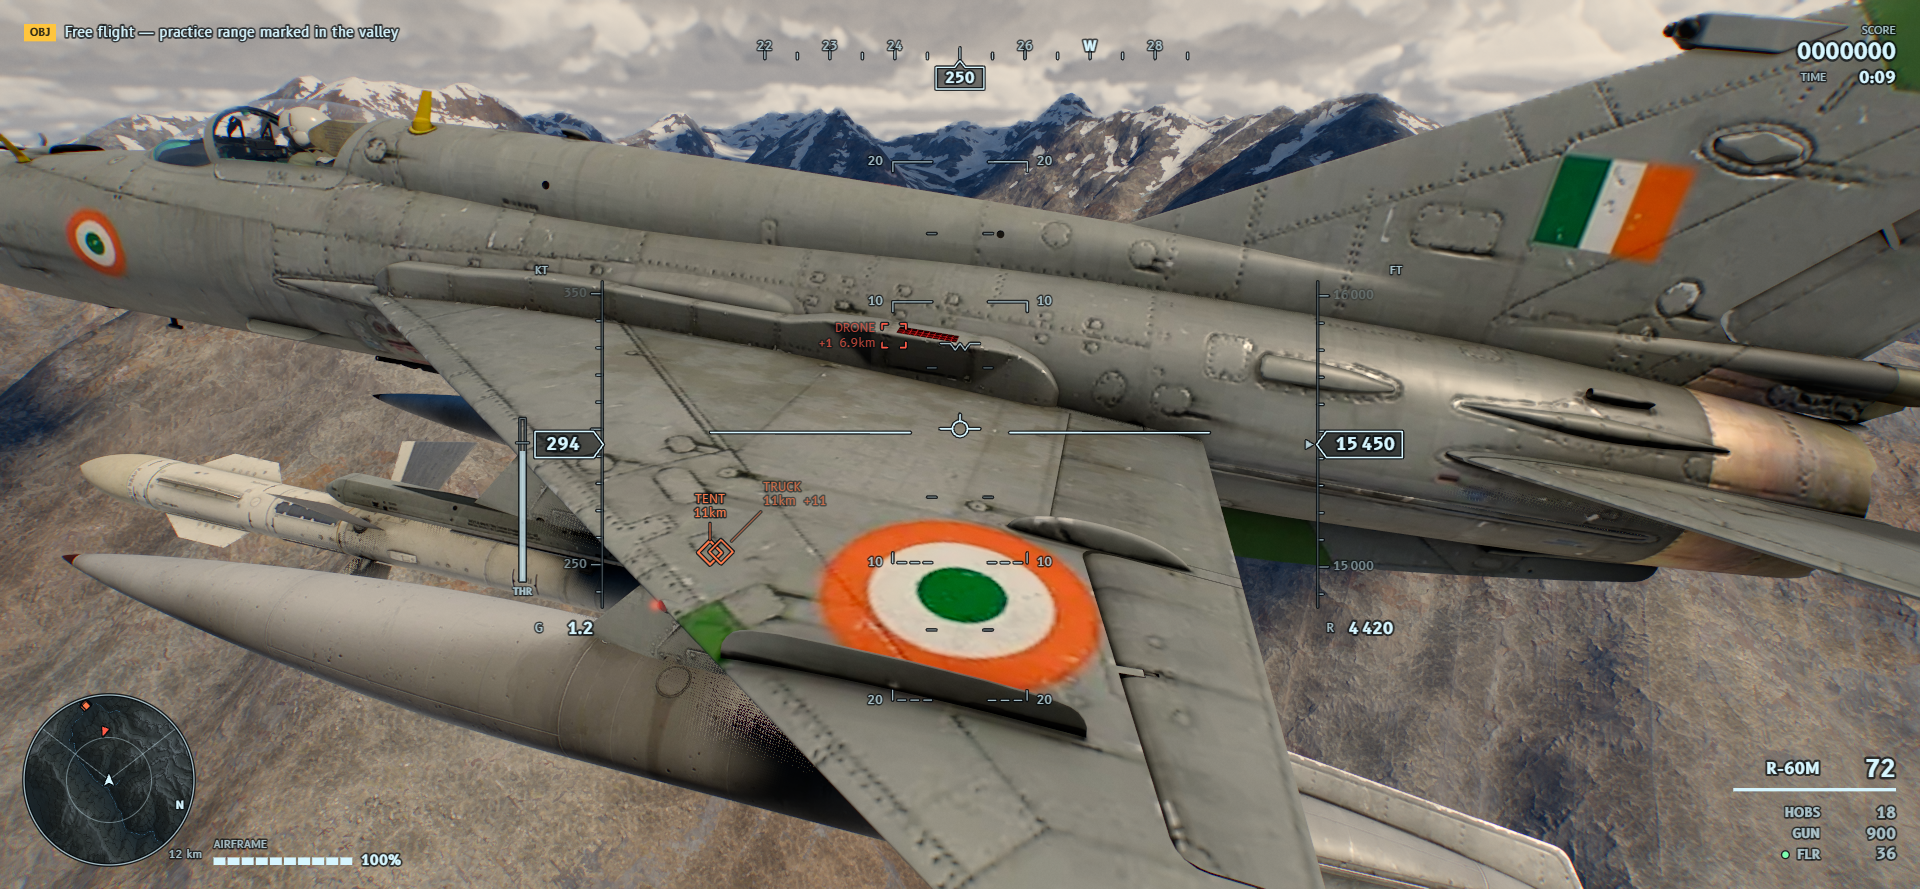 OBJ Free flight — practice range marked in the valley
SCORE
0000000
TIME 0:09
22 23 24 26 W 28
250
20 20
KT
FT
350
16 000
10 10
DRONE
+1 6.9km
294
15 450
TENT
11km
TRUCK
11km +11
10 10
250
15 000
THR
G 1.2
R 4 420
20 20
N
12 km
AIRFRAME
100%
R-60M 72
HOBS 18
GUN 900
FLR 36